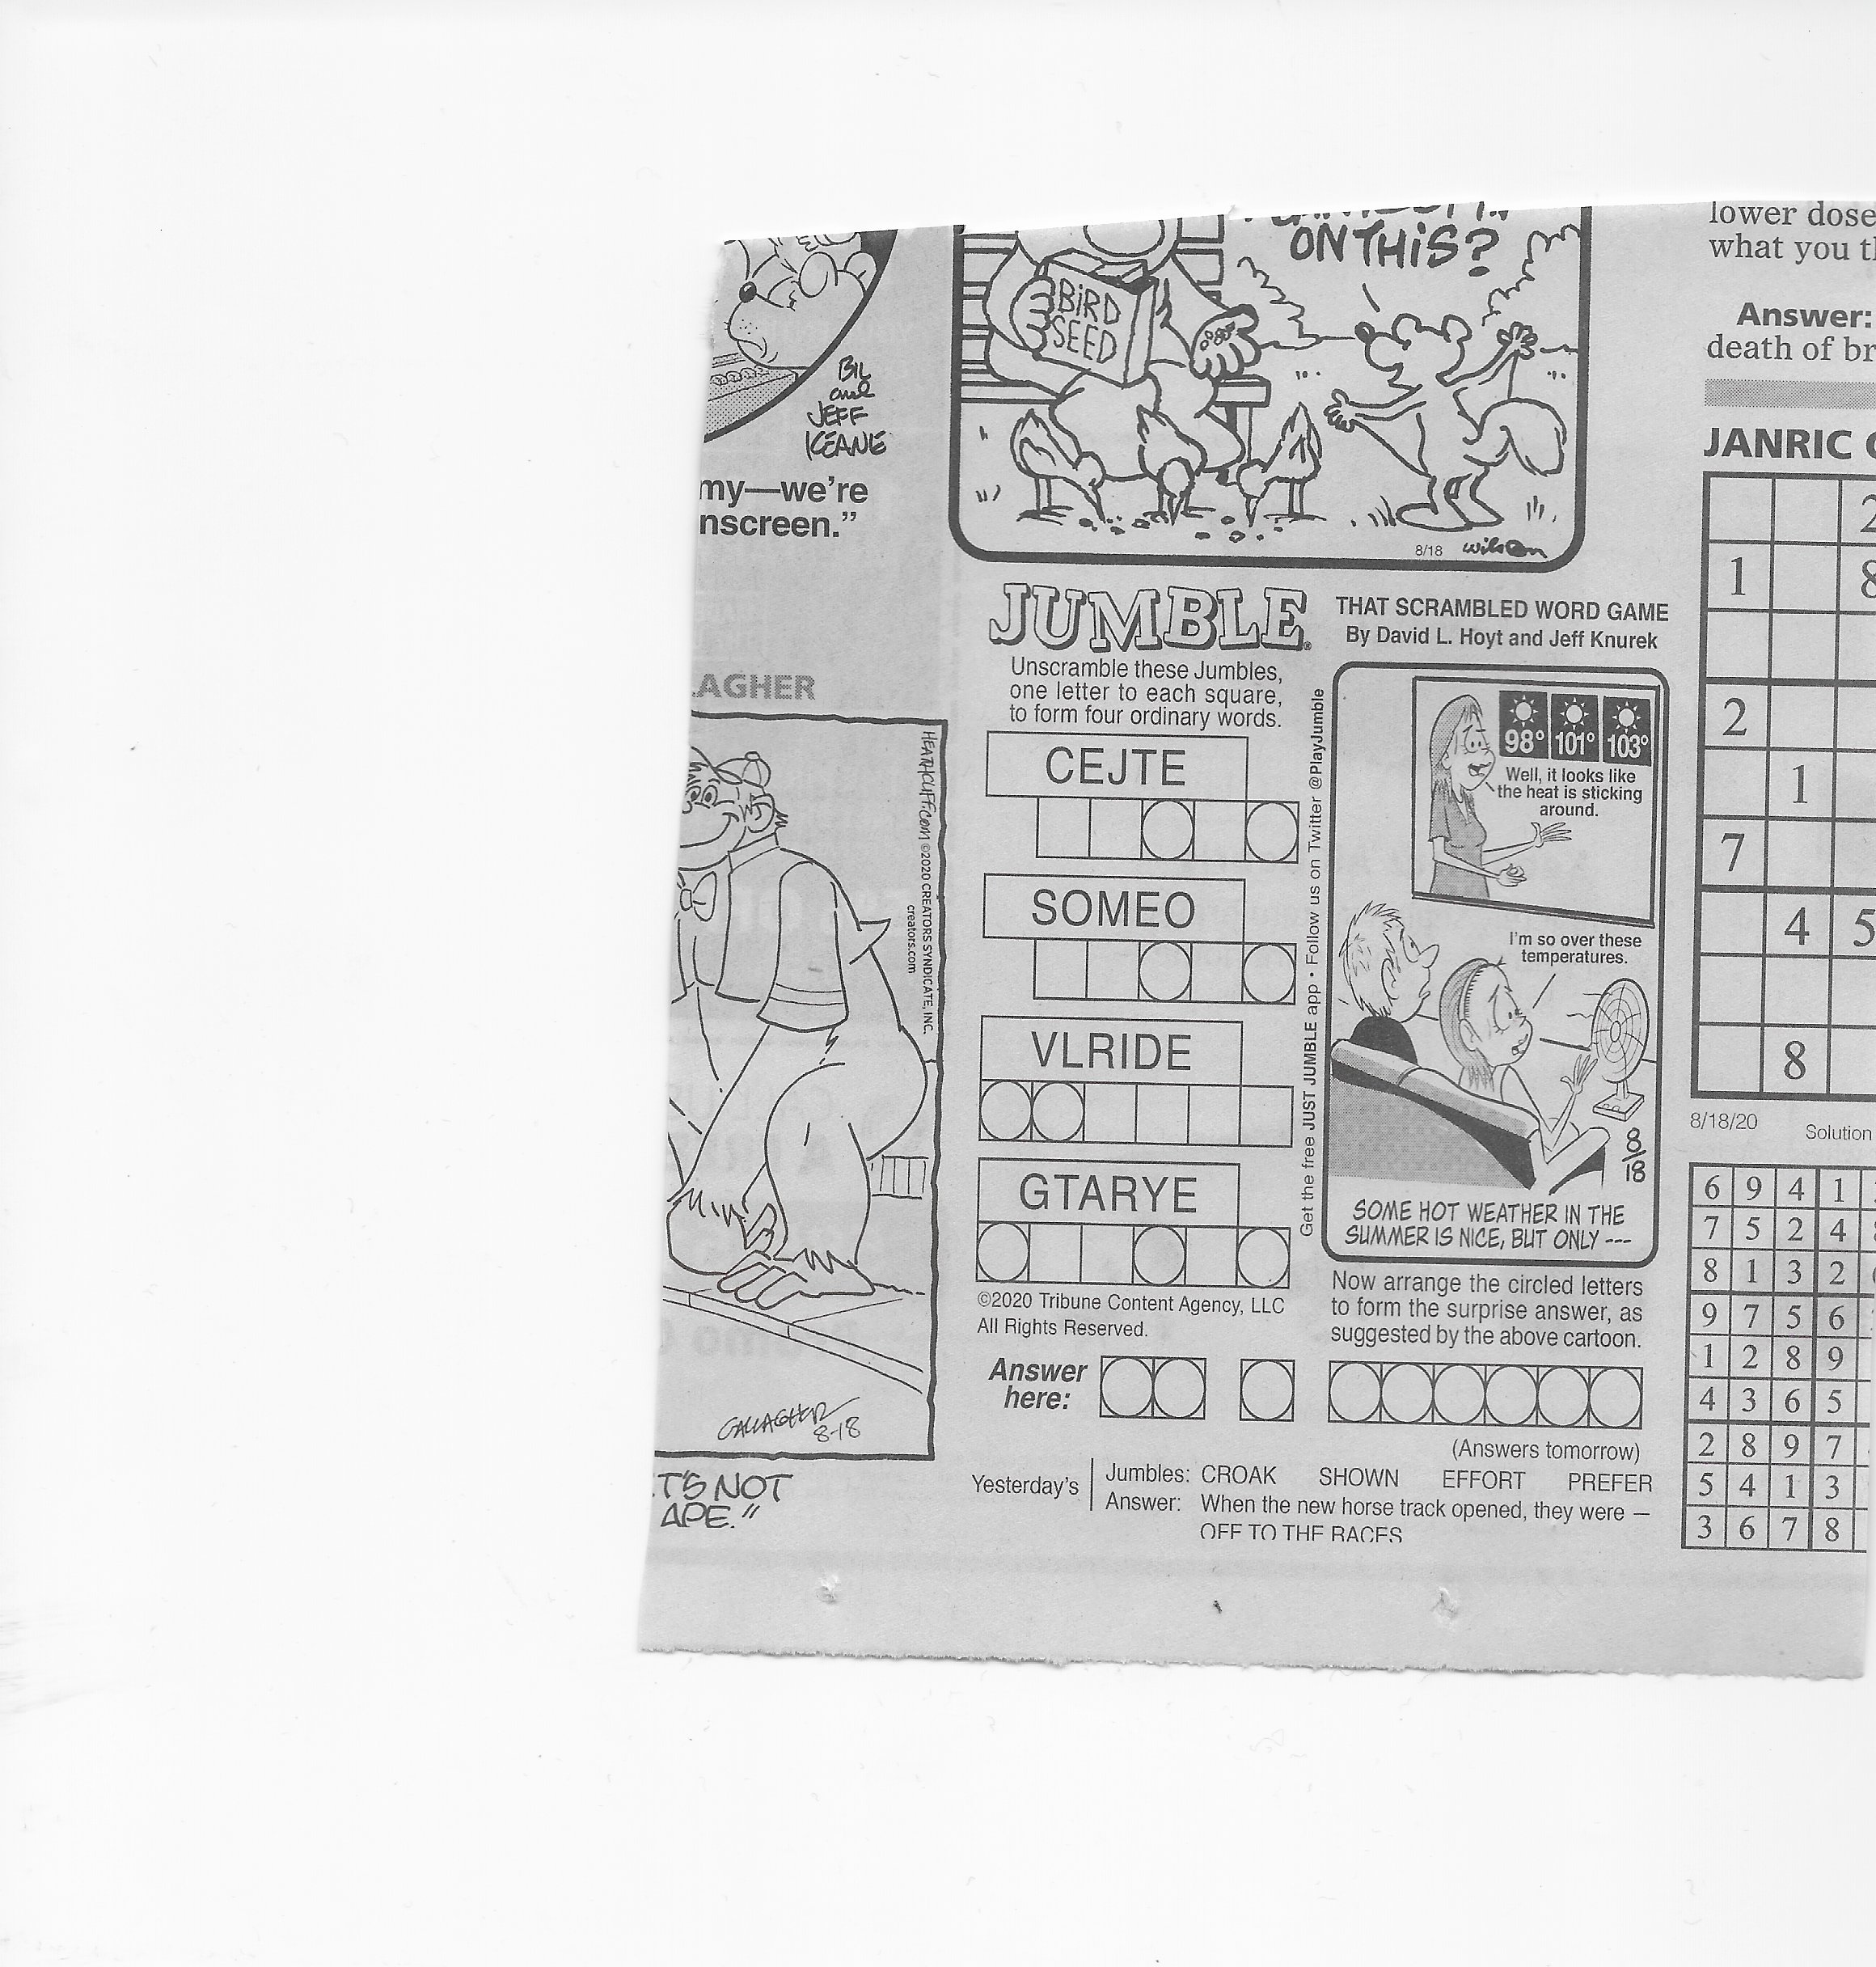 ON THIS?
BIRD
SEED
8/18 Wilson
BIL
and
JEFF
KEANE
my—we're
nscreen.”
AGHER
HEATHCLIFF.COM ©2020 CREATORS SYNDICATE, INC.
creators.com
GALLAGHER
8-18
T'S NOT
APE.”
JUMBLE®
THAT SCRAMBLED WORD GAME
By David L. Hoyt and Jeff Knurek
Unscramble these Jumbles,
one letter to each square,
to form four ordinary words.
CEJTE
SOMEO
VLRIDE
GTARYE
©2020 Tribune Content Agency, LLC
All Rights Reserved.
Get the free JUST JUMBLE app • Follow us on Twitter @PlayJumble
98° 101° 103°
Well, it looks like
the heat is sticking
around.
I'm so over these
temperatures.
8
18
SOME HOT WEATHER IN THE
SUMMER IS NICE, BUT ONLY ---
Now arrange the circled letters
to form the surprise answer, as
suggested by the above cartoon.
Answer
here:
(Answers tomorrow)
Yesterday's
Jumbles: CROAK SHOWN EFFORT PREFER
Answer: When the new horse track opened, they were —
OFF TO THE RACES
lower dose
what you t
Answer:
death of br
JANRIC
2
1 8
2
1
7
4 5
8
8/18/20 Solution
6 9 4 1
7 5 2 4
8 1 3 2
9 7 5 6
1 2 8 9
4 3 6 5
2 8 9 7
5 4 1 3
3 6 7 8